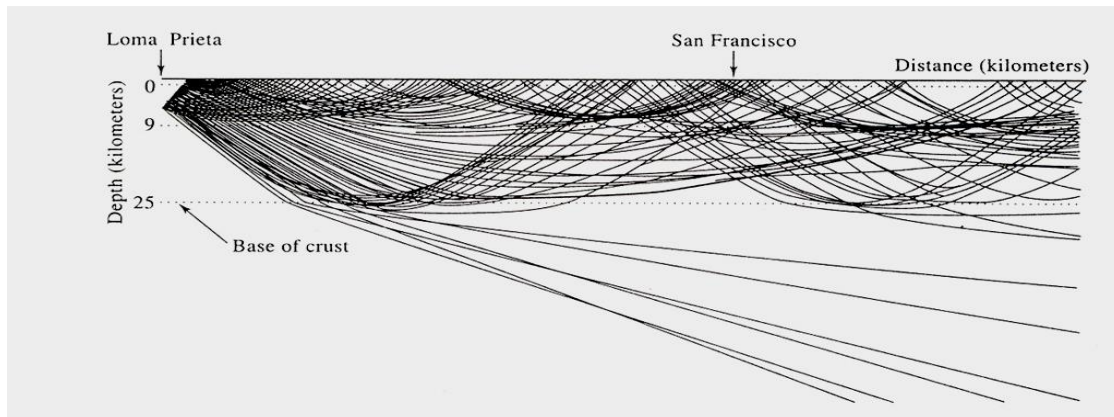 Loma Prieta
San Francisco
Distance (kilometers)
0
9
25
Depth (kilometers)
Base of crust